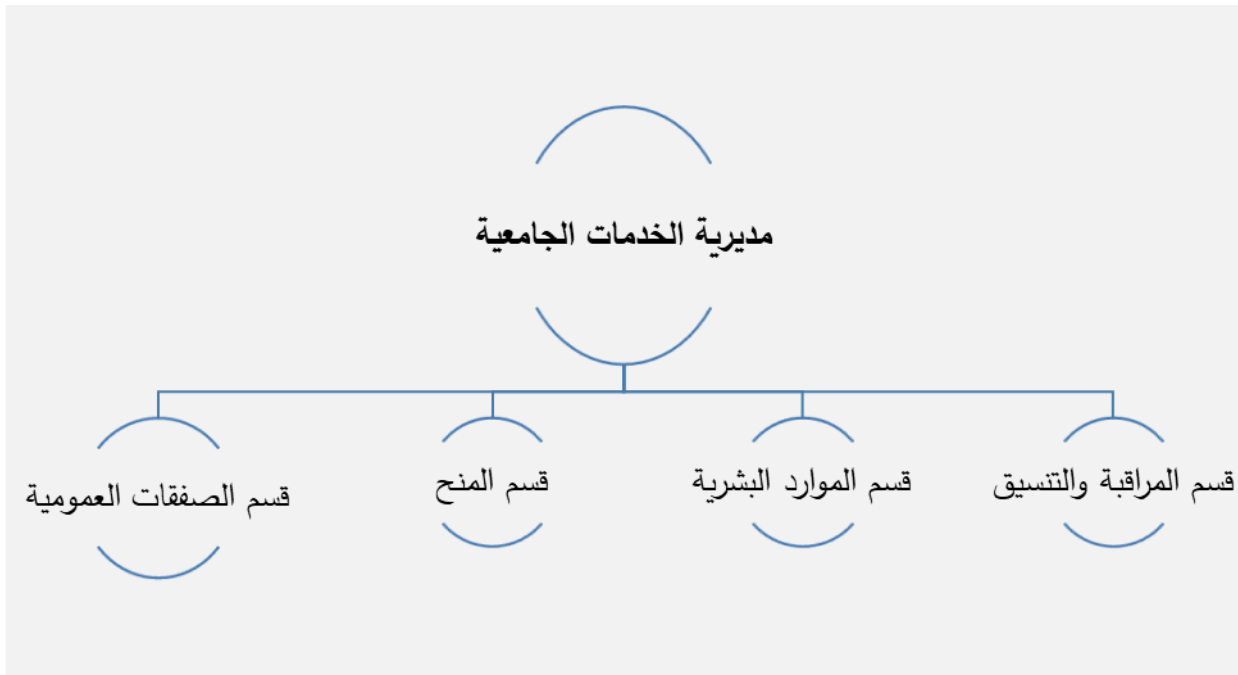 مديرية الخدمات الجامعية
قسم المراقبة والتنسيق
قسم الموارد البشرية
قسم المنح
قسم الصفقات العمومية